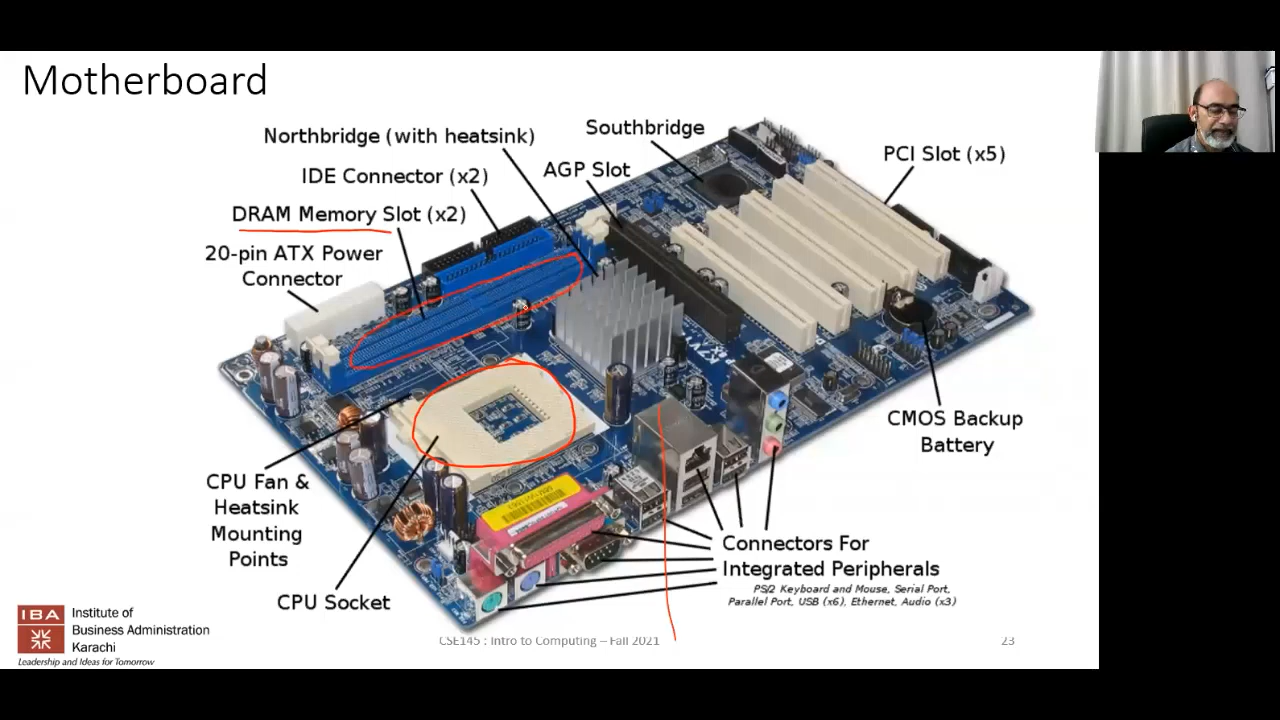 Motherboard
Northbridge (with heatsink)
Southbridge
IDE Connector (x2)
AGP Slot
PCI Slot (x5)
DRAM Memory Slot (x2)
20-pin ATX Power
Connector
CMOS Backup
Battery
CPU Fan &
Heatsink
Mounting
Points
CPU Socket
Connectors For
Integrated Peripherals
PS/2 Keyboard and Mouse, Serial Port,
Parallel Port, USB (x6), Ethernet, Audio (x3)
IBA
Institute of
Business Administration
Karachi
Leadership and Ideas for Tomorrow
CSE145 : Intro to Computing – Fall 2021
23